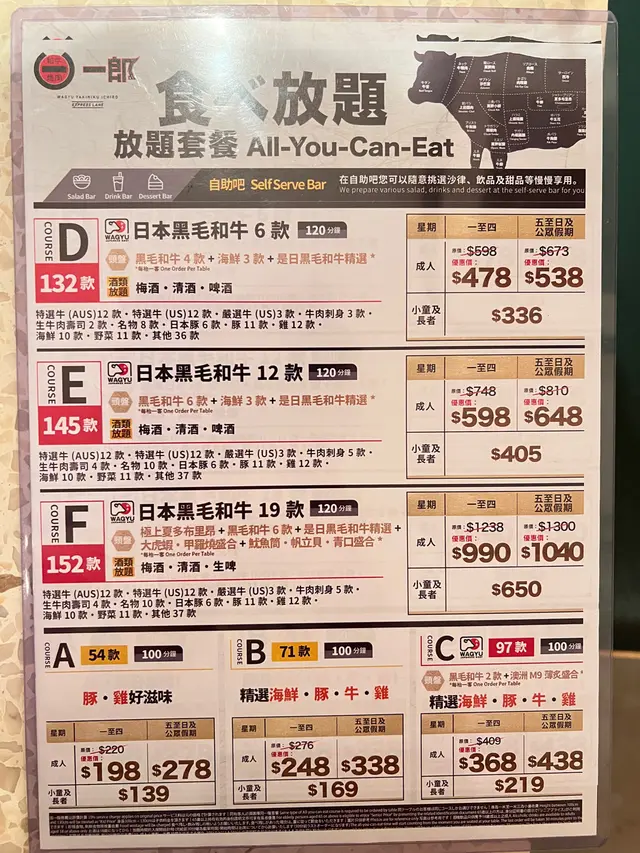 一郎
WAGYU YAKINIKU ICHIRO
EXPRESS LANE
食べ放題
放題套餐 All-You-Can-Eat
Salad Bar Drink Bar Dessert Bar
自助吧 Self Serve Bar
在自助吧您可以隨意挑選沙律、飲品及甜品等慢慢享用。
We prepare various salad, drinks and dessert at the self-serve bar for you
COURSE D 132款
WAGYU 日本黑毛和牛 6 款 120分鐘
頭盤 黑毛和牛 4 款 + 海鮮 3 款 + 是日黑毛和牛精選 *
*每枱一客 One Order Per Table
酒類放題 梅酒・清酒・啤酒
特選牛 (AUS)12 款・特選牛 (US)12 款・嚴選牛 (US)3 款・牛肉刺身 3 款・
生牛肉壽司 2 款・名物 8 款・日本豚 6 款・豚 11 款・雞 12 款・
海鮮 10 款・野菜 11 款・其他 36 款
星期 一至四 五至日及公眾假期
成人 原價:$598 優惠價:$478 原價:$673 優惠價:$538
小童及長者 $336
COURSE E 145款
WAGYU 日本黑毛和牛 12 款 120分鐘
頭盤 黑毛和牛 6 款 + 海鮮 3 款 + 是日黑毛和牛精選 *
*每枱一客 One Order Per Table
酒類放題 梅酒・清酒・啤酒
特選牛 (AUS)12 款・特選牛 (US)12 款・嚴選牛 (US)3 款・牛肉刺身 5 款・
生牛肉壽司 4 款・名物 10 款・日本豚 6 款・豚 11 款・雞 12 款・
海鮮 10 款・野菜 11 款・其他 37 款
星期 一至四 五至日及公眾假期
成人 原價:$748 優惠價:$598 原價:$810 優惠價:$648
小童及長者 $405
COURSE F 152款
WAGYU 日本黑毛和牛 19 款 120分鐘
頭盤 極上夏多布里昂 + 黑毛和牛 6 款 + 是日黑毛和牛精選 +
大虎蝦・甲羅燒盛合 + 魷魚筒・帆立貝・青口盛合 *
*每枱一客 One Order Per Table
酒類放題 梅酒・清酒・生啤
特選牛 (AUS)12 款・特選牛 (US)12 款・嚴選牛 (US)3 款・牛肉刺身 5 款・
生牛肉壽司 4 款・名物 10 款・日本豚 6 款・豚 11 款・雞 12 款・
海鮮 10 款・野菜 11 款・其他 37 款
星期 一至四 五至日及公眾假期
成人 原價:$1238 優惠價:$990 原價:$1300 優惠價:$1040
小童及長者 $650
COURSE A 54款 100分鐘
豚・雞好滋味
星期 一至四 五至日及公眾假期
成人 原價:$220 優惠價:$198 $278
小童及長者 $139
COURSE B 71款 100分鐘
精選海鮮・豚・牛・雞
星期 一至四 五至日及公眾假期
成人 原價:$276 優惠價:$248 $338
小童及長者 $169
COURSE C WAGYU 97款 100分鐘
頭盤 黑毛和牛 2 款 + 澳洲 M9 薄炙盛合 *
*每枱一客 One Order Per Table
精選海鮮・豚・牛・雞
星期 一至四 五至日及公眾假期
成人 原價:$409 優惠價:$368 $438
小童及長者 $219